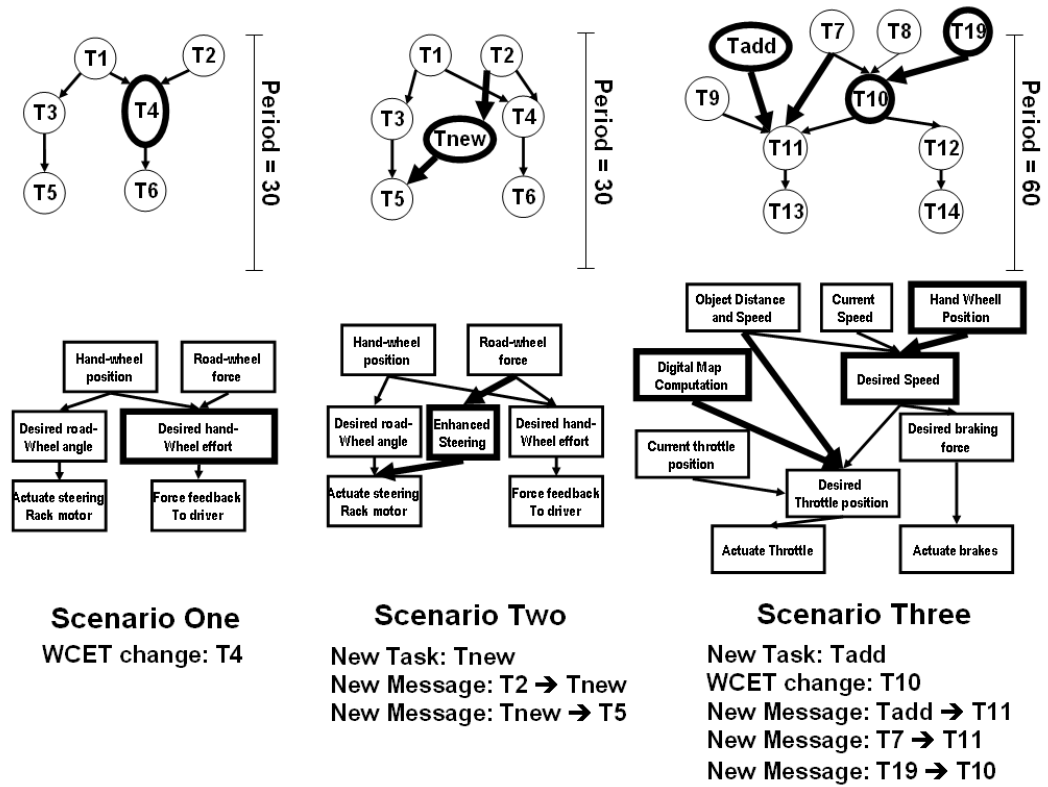 T1
T2
T3
T4
T5
T6
Period = 30
T1
T2
T3
T4
Tnew
T5
T6
Period = 30
Tadd
T7
T8
T19
T9
T10
T11
T12
T13
T14
Period = 60
Hand-wheel
position
Road-wheel
force
Desired road-
Wheel angle
Desired hand-
Wheel effort
Actuate steering
Rack motor
Force feedback
To driver
Hand-wheel
position
Road-wheel
force
Desired road-
Wheel angle
Enhanced
Steering
Desired hand-
Wheel effort
Actuate steering
Rack motor
Force feedback
To driver
Object Distance
and Speed
Current
Speed
Hand Wheell
Position
Digital Map
Computation
Desired Speed
Current throttle
position
Desired braking
force
Desired
Throttle position
Actuate Throttle
Actuate brakes
Scenario One
WCET change: T4
Scenario Two
New Task: Tnew
New Message: T2 ➔ Tnew
New Message: Tnew ➔ T5
Scenario Three
New Task: Tadd
WCET change: T10
New Message: Tadd ➔ T11
New Message: T7 ➔ T11
New Message: T19 ➔ T10